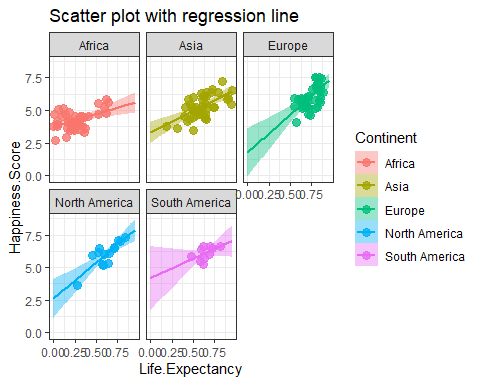 Scatter plot with regression line
Africa Asia Europe
7.5
5.0
2.5
0.0
0.00 0.25 0.50 0.75
North America South America
7.5
5.0
2.5
0.0
0.00 0.25 0.50 0.75 0.00 0.25 0.50 0.75
Happiness.Score
Life.Expectancy
Continent
Africa
Asia
Europe
North America
South America